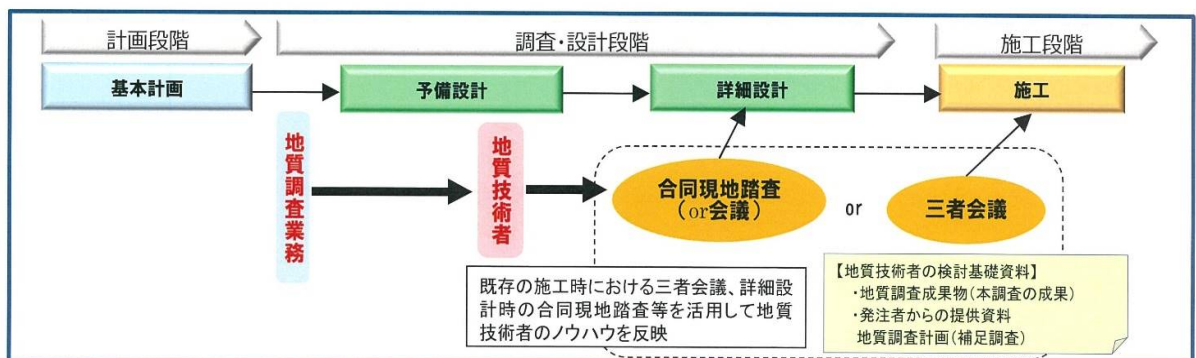 計画段階
調査・設計段階
施工段階
基本計画
予備設計
詳細設計
施工
地質調査業務
地質技術者
合同現地踏査
(or会議)
or
三者会議
既存の施工時における三者会議、詳細設
計時の合同現地踏査等を活用して地質
技術者のノウハウを反映
【地質技術者の検討基礎資料】
・地質調査成果物(本調査の成果)
・発注者からの提供資料
地質調査計画(補足調査)